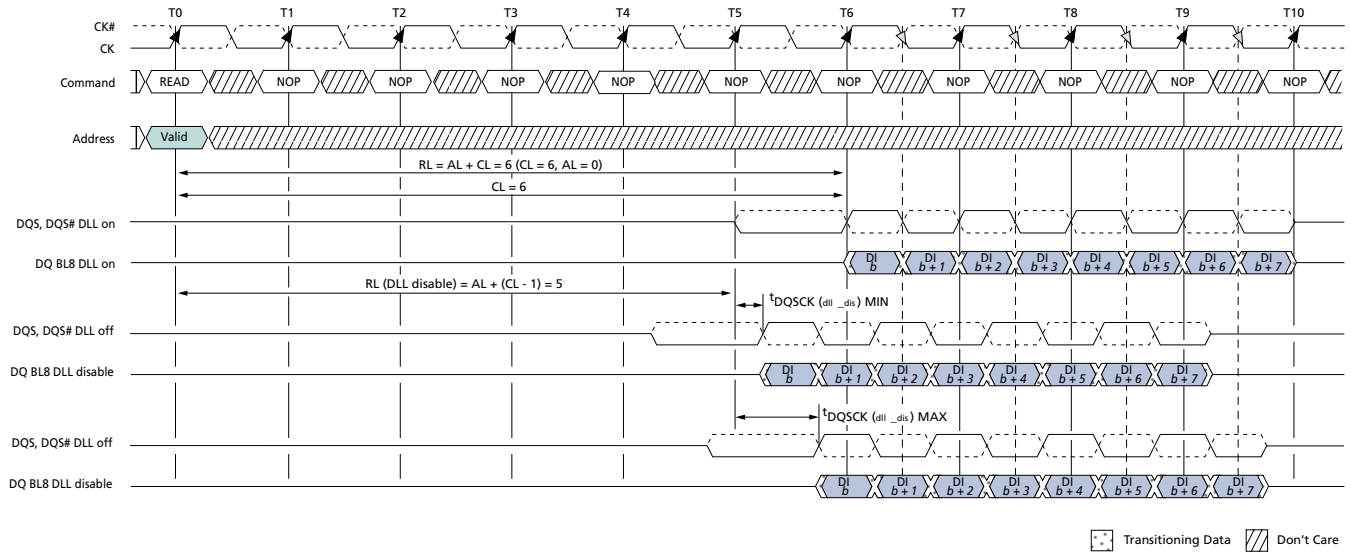 T0 T1 T2 T3 T4 T5 T6 T7 T8 T9 T10
CK#
CK
Command READ NOP NOP NOP NOP NOP NOP NOP NOP NOP NOP
Address Valid
RL = AL + CL = 6 (CL = 6, AL = 0)
CL = 6
DQS, DQS# DLL on
DQ BL8 DLL on DI b DI b + 1 DI b + 2 DI b + 3 DI b + 4 DI b + 5 DI b + 6 DI b + 7
RL (DLL disable) = AL + (CL - 1) = 5
tDQSCK (dll _dis) MIN
DQS, DQS# DLL off
DQ BL8 DLL disable DI b DI b + 1 DI b + 2 DI b + 3 DI b + 4 DI b + 5 DI b + 6 DI b + 7
tDQSCK (dll _dis) MAX
DQS, DQS# DLL off
DQ BL8 DLL disable DI b DI b + 1 DI b + 2 DI b + 3 DI b + 4 DI b + 5 DI b + 6 DI b + 7
Transitioning Data Don't Care